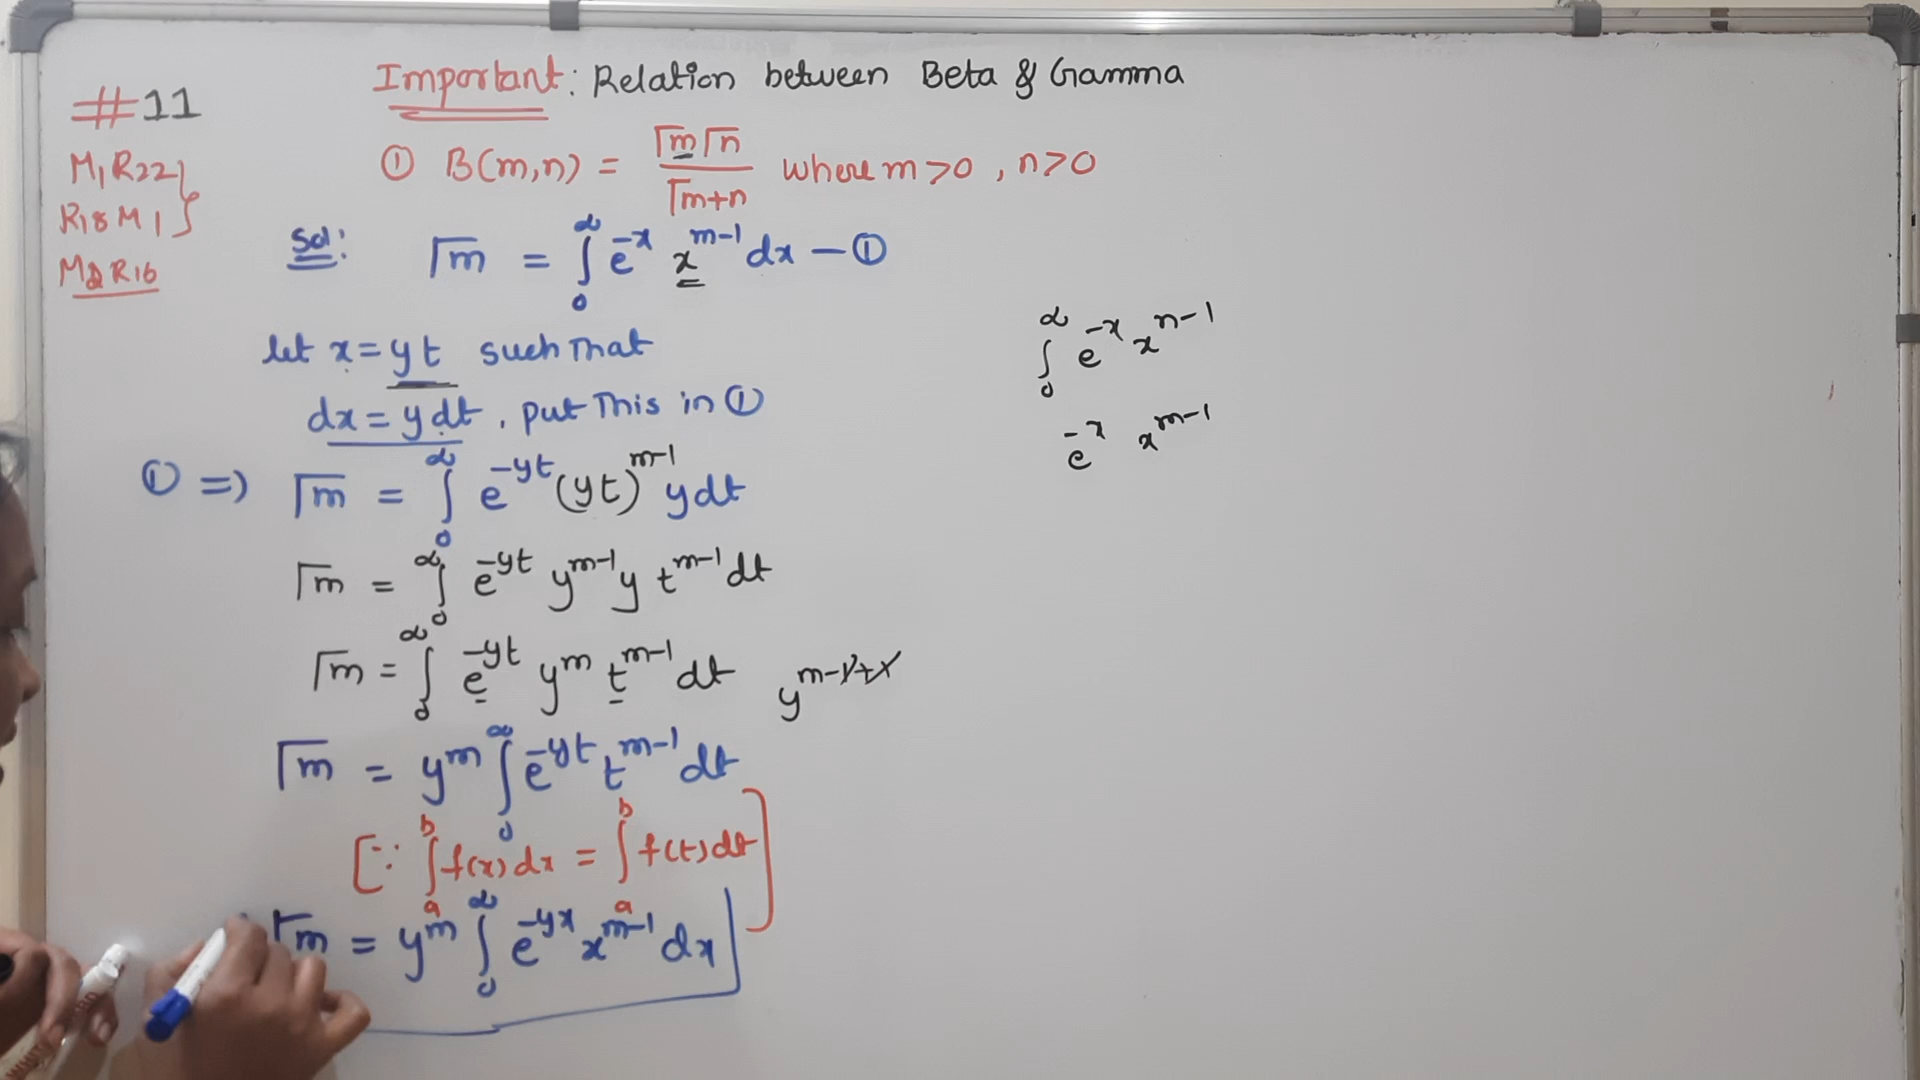 #11
M1R22}
R18M1}
M2R16
Important: Relation between Beta & Gamma
① B(m,n) = Γm Γn / Γm+n where m>0, n>0
Sol: Γm = ∫₀^∞ e^-x x^m-1 dx — ①
let x = yt such that
dx = y dt, put This in ①
① => Γm = ∫₀^∞ e^-yt (yt)^m-1 y dt
Γm = ∫₀^∞ e^-yt y^m-1 y t^m-1 dt
Γm = ∫₀^∞ e^-yt y^m t^m-1 dt y^m-1+1
Γm = y^m ∫₀^∞ e^-yt t^m-1 dt
[∵ ∫ₐ^b f(x) dx = ∫ₐ^b f(t) dt]
Γm = y^m ∫₀^∞ e^-yx x^m-1 dx
∫₀^∞ e^-x x^n-1
e^-x x^m-1